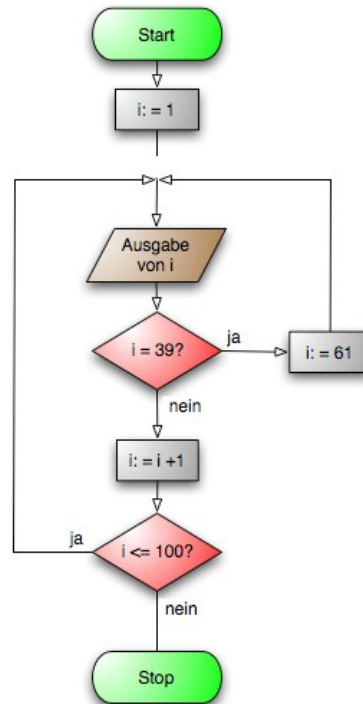 Start
i: = 1
Ausgabe
von i
i = 39?
ja
i: = 61
nein
i: = i +1
ja
i <= 100?
nein
Stop